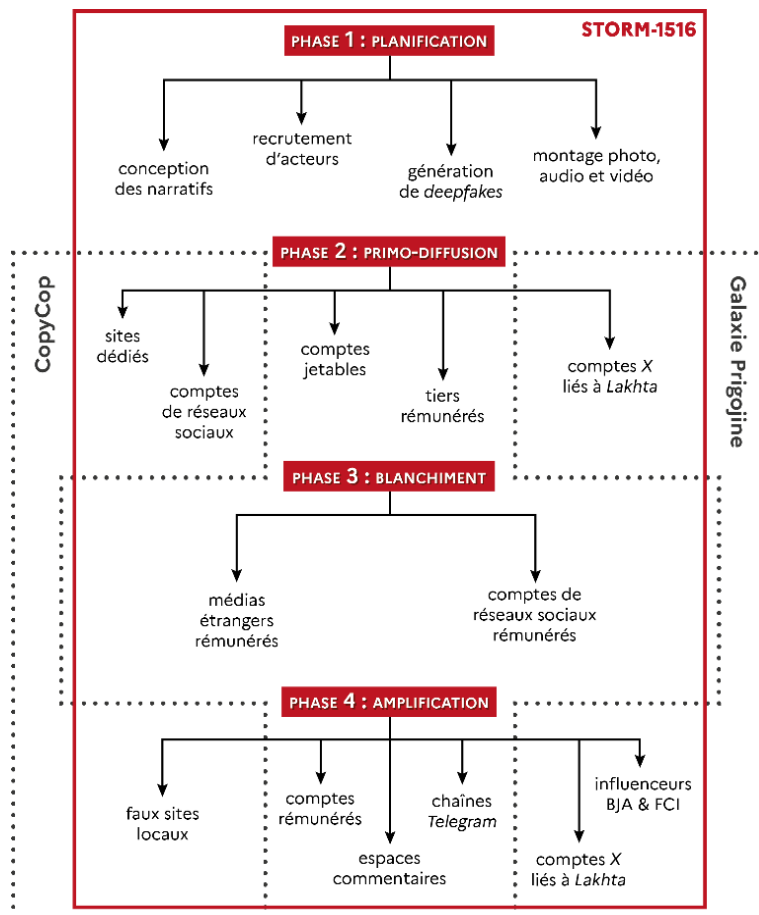 STORM-1516
PHASE 1 : PLANIFICATION
conception
des narratifs
recrutement
d'acteurs
génération
de deepfakes
montage photo,
audio et vidéo
PHASE 2 : PRIMO-DIFFUSION
CopyCop
Galaxie Prigojine
sites
dédiés
comptes
de réseaux
sociaux
comptes
jetables
tiers
rémunérés
comptes X
liés à Lakhta
PHASE 3 : BLANCHIMENT
médias
étrangers
rémunérés
comptes de
réseaux sociaux
rémunérés
PHASE 4 : AMPLIFICATION
faux sites
locaux
comptes
rémunérés
espaces
commentaires
chaînes
Telegram
comptes X
liés à Lakhta
influenceurs
BJA & FCI